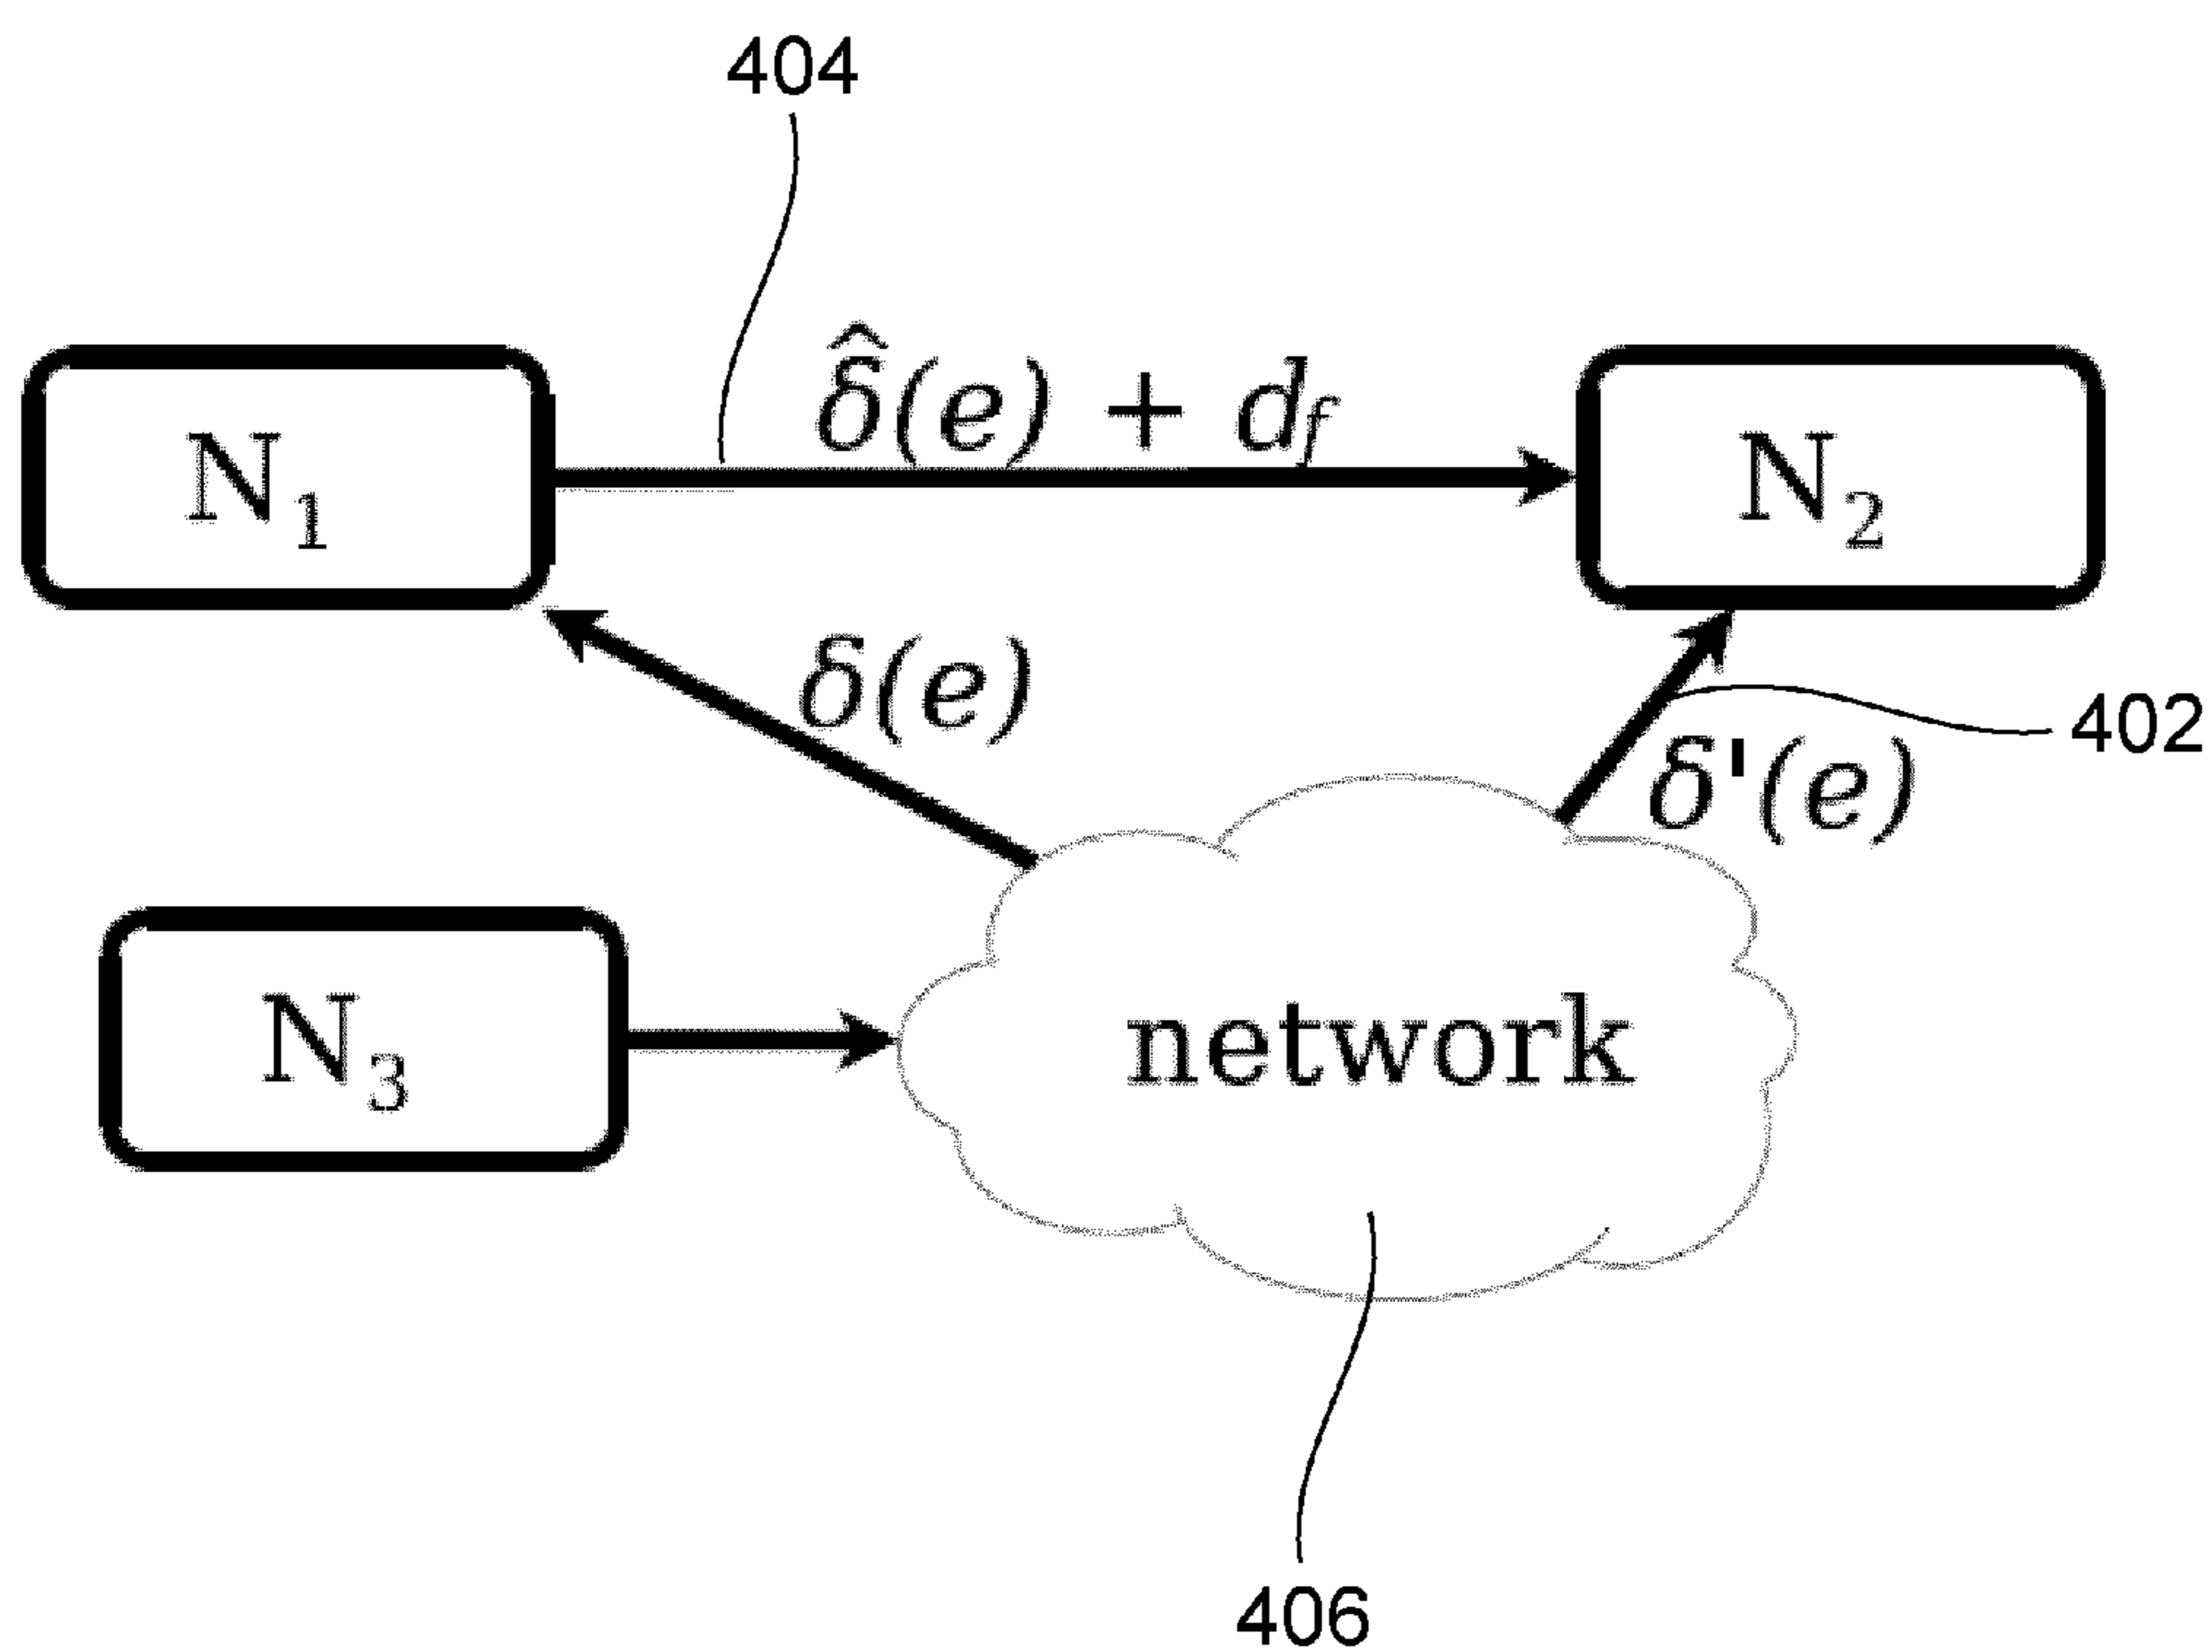 404
δ̂(e) + d_f
N₁
N₂
δ(e)
402
δ'(e)
N₃
network
406